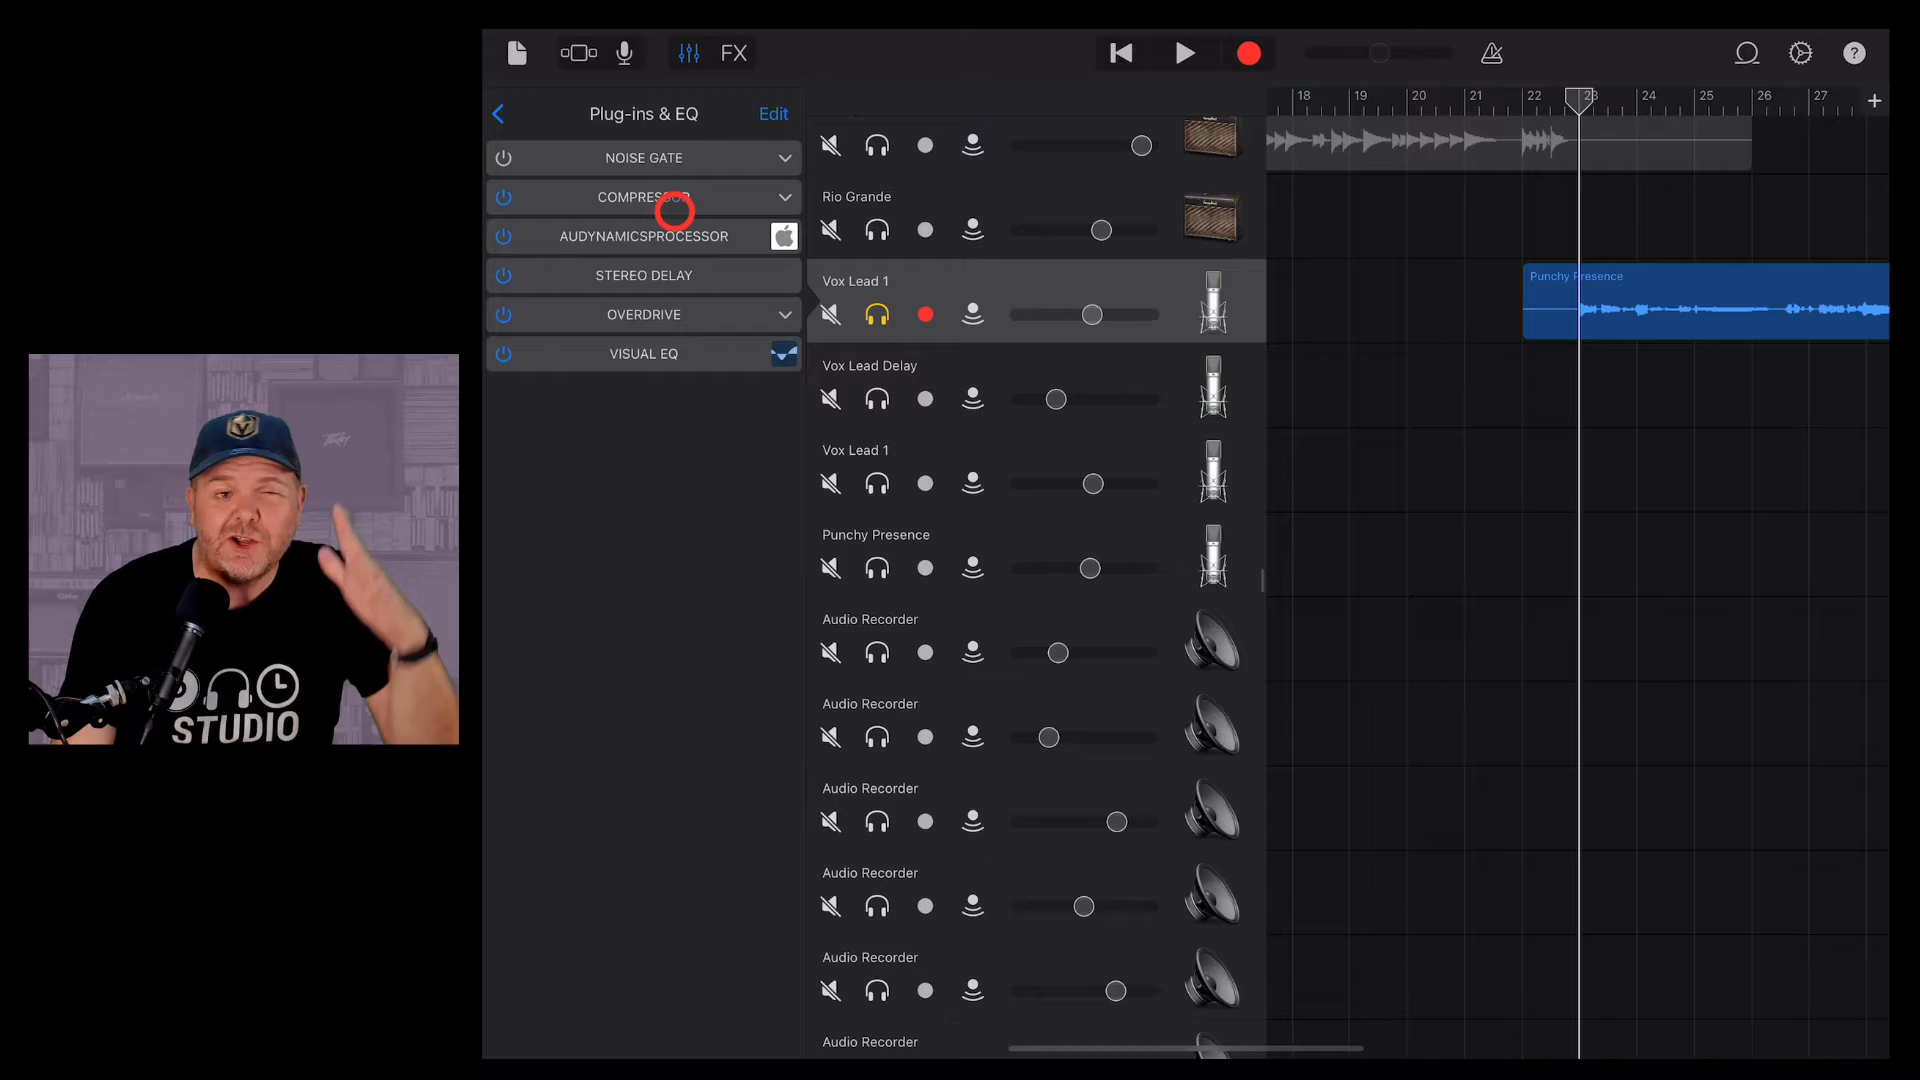 FX
Plug-ins & EQ
Edit
18
19
20
21
22
23
24
25
26
27
NOISE GATE
COMPRESSOR
AUDYNAMICSPROCESSOR
STEREO DELAY
OVERDRIVE
VISUAL EQ
Rio Grande
Vox Lead 1
Punchy Presence
Vox Lead Delay
Vox Lead 1
Punchy Presence
Audio Recorder
Audio Recorder
Audio Recorder
Audio Recorder
Audio Recorder
Audio Recorder
STUDIO